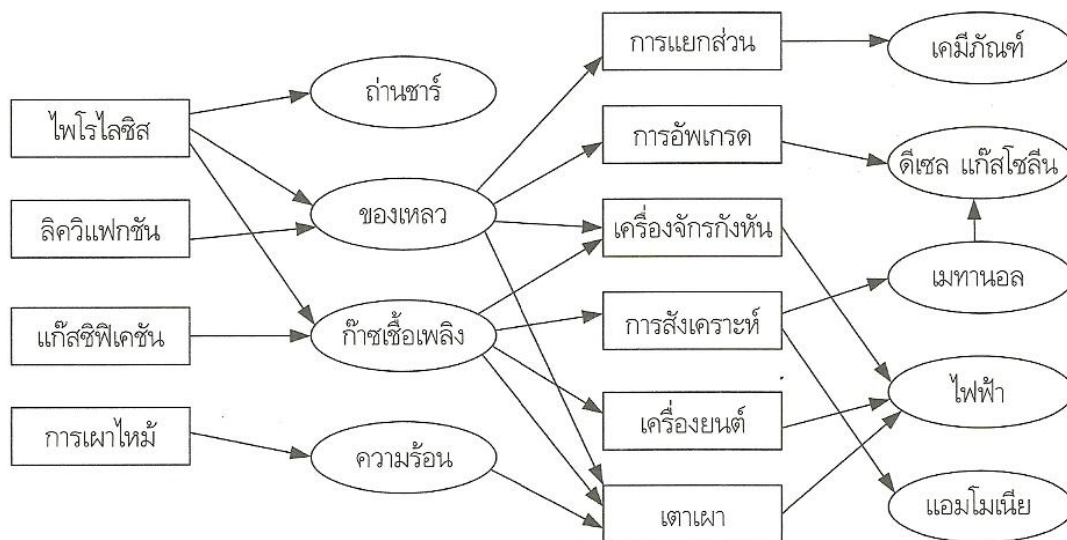 ไพโรไลซิส
ลิควิแฟกชัน
แก๊สซิฟิเคชัน
การเผาไหม้
ถ่านชาร์
ของเหลว
ก๊าซเชื้อเพลิง
ความร้อน
การแยกส่วน
การอัพเกรด
เครื่องจักรกังหัน
การสังเคราะห์
เครื่องยนต์
เตาเผา
เคมีภัณฑ์
ดีเซล แก๊สโซลีน
เมทานอล
ไฟฟ้า
แอมโมเนีย